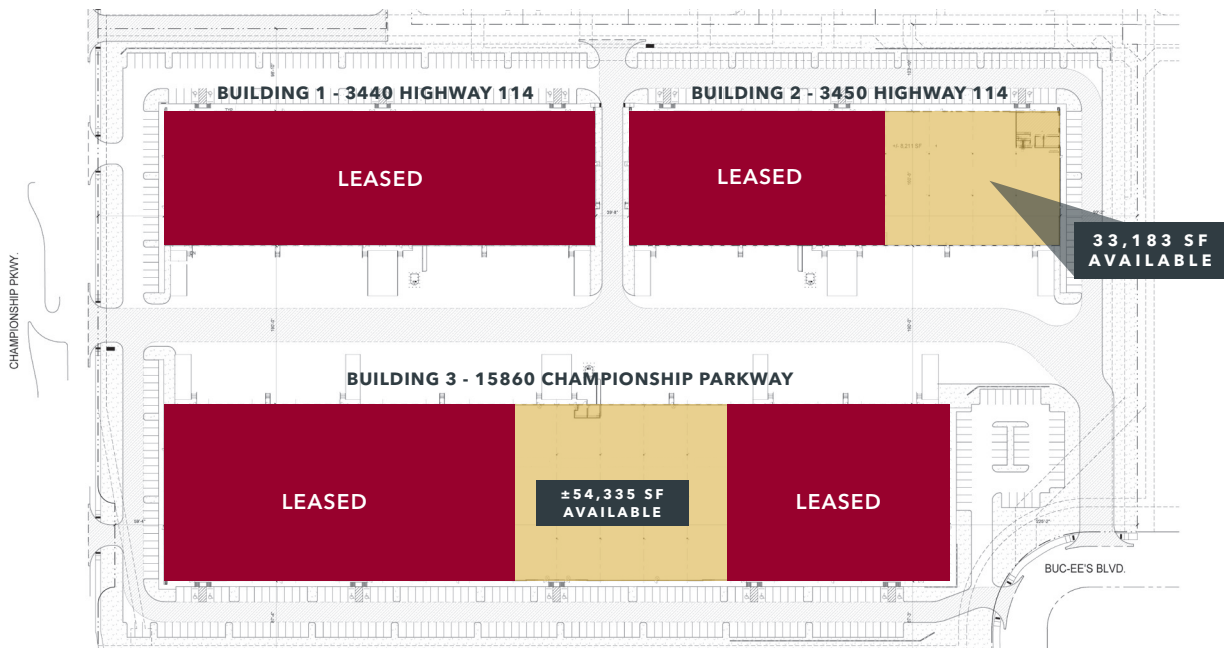 BUILDING 1 - 3440 HIGHWAY 114
BUILDING 2 - 3450 HIGHWAY 114
LEASED
LEASED
33,183 SF
AVAILABLE
CHAMPIONSHIP PKWY.
BUILDING 3 - 15860 CHAMPIONSHIP PARKWAY
LEASED
±54,335 SF
AVAILABLE
LEASED
BUC-EE'S BLVD.